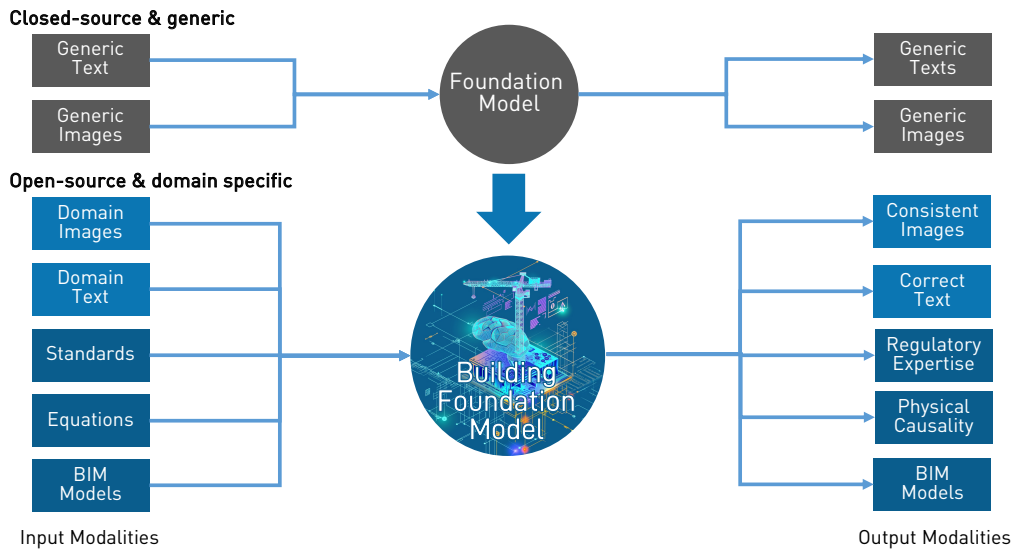 Closed-source & generic
Generic
Text
Generic
Images
Foundation
Model
Generic
Texts
Generic
Images
Open-source & domain specific
Domain
Images
Domain
Text
Standards
Equations
BIM
Models
Building
Foundation
Model
Consistent
Images
Correct
Text
Regulatory
Expertise
Physical
Causality
BIM
Models
Input Modalities
Output Modalities